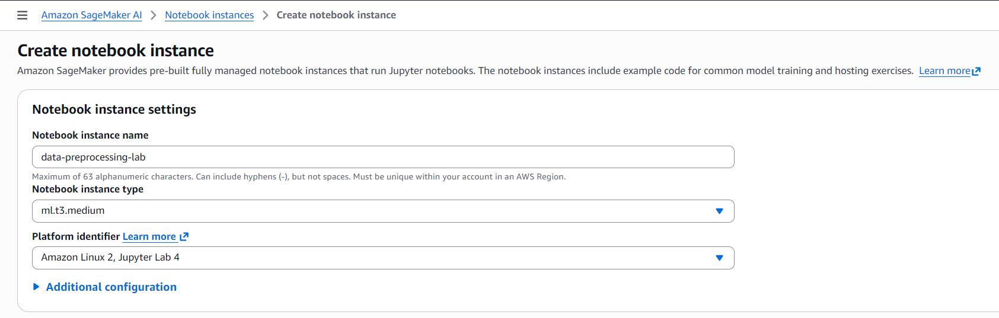 Amazon SageMaker AI > Notebook instances > Create notebook instance
Create notebook instance
Amazon SageMaker provides pre-built fully managed notebook instances that run Jupyter notebooks. The notebook instances include example code for common model training and hosting exercises. Learn more
Notebook instance settings
Notebook instance name
data-preprocessing-lab
Maximum of 63 alphanumeric characters. Can include hyphens (-), but not spaces. Must be unique within your account in an AWS Region.
Notebook instance type
ml.t3.medium
Platform identifier Learn more
Amazon Linux 2, Jupyter Lab 4
Additional configuration